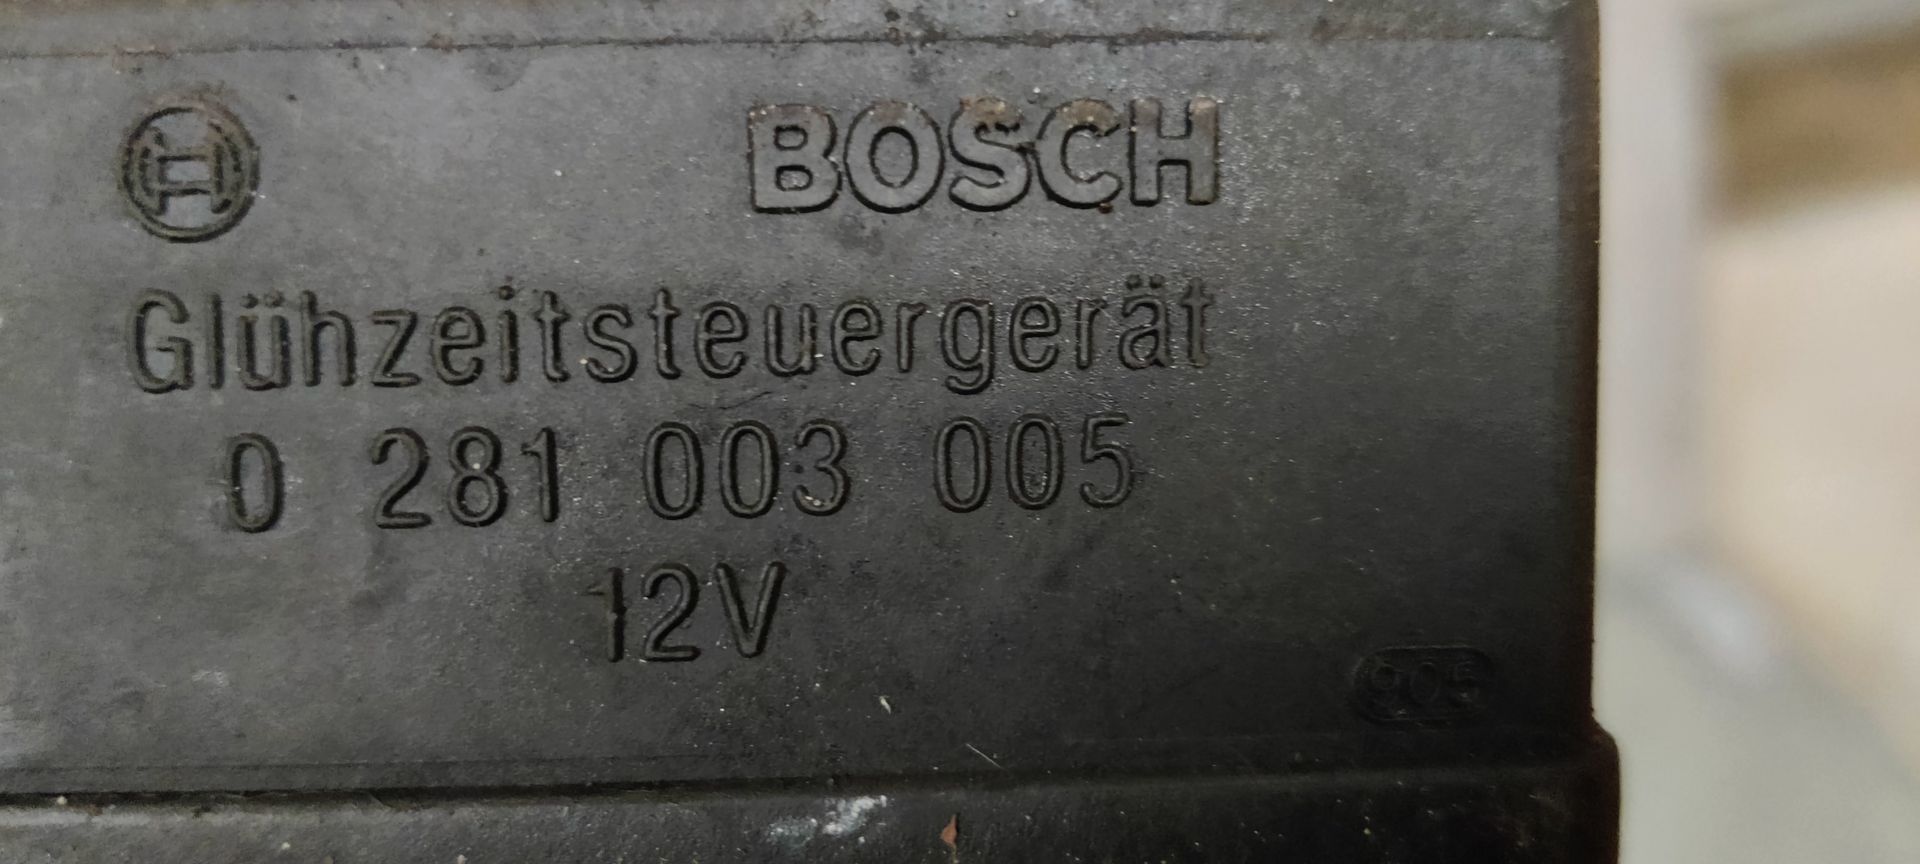 BOSCH
Glühzeitsteuergerät
0 281 003 005
12V
905